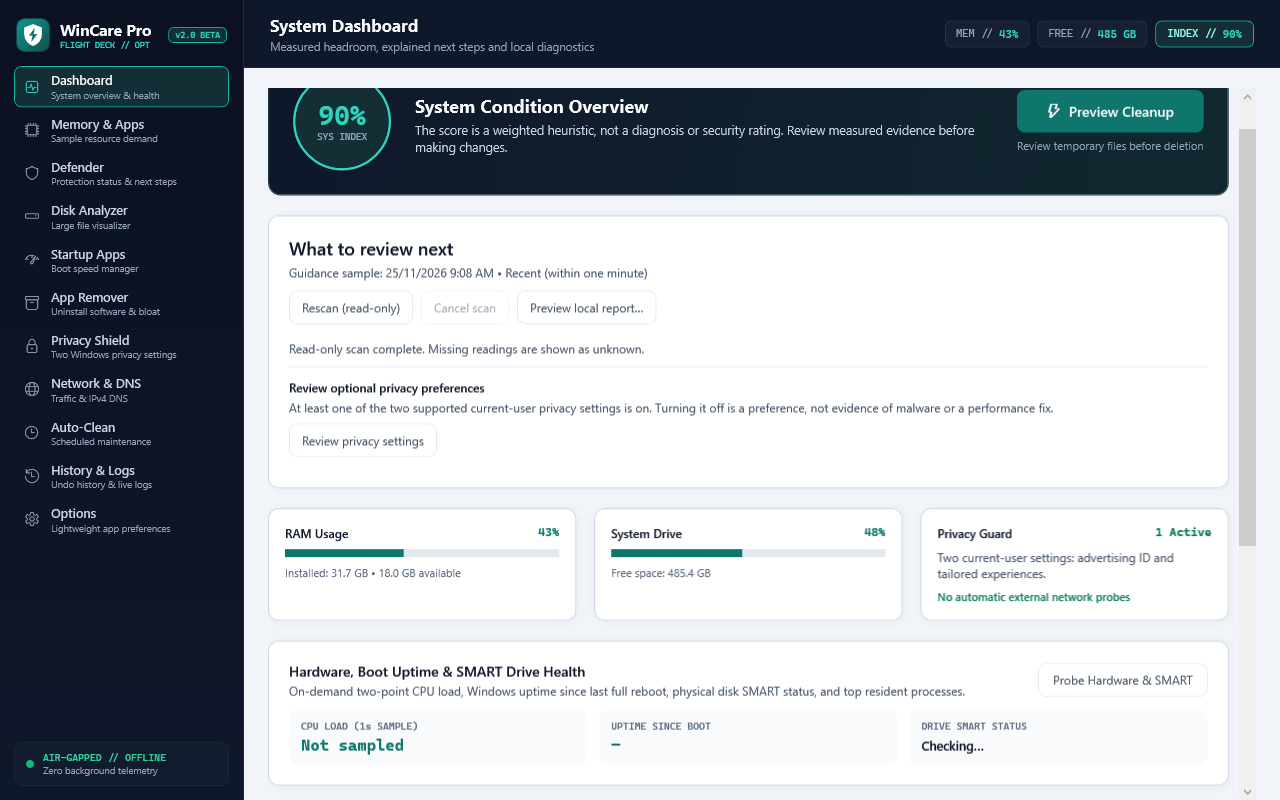 WinCare Pro
FLIGHT DECK // OPT
v2.0 BETA
Dashboard
System overview & health
Memory & Apps
Sample resource demand
Defender
Protection status & next steps
Disk Analyzer
Large file visualizer
Startup Apps
Boot speed manager
App Remover
Uninstall software & bloat
Privacy Shield
Two Windows privacy settings
Network & DNS
Traffic & IPv4 DNS
Auto-Clean
Scheduled maintenance
History & Logs
Undo history & live logs
Options
Lightweight app preferences
AIR-GAPPED // OFFLINE
Zero background telemetry
System Dashboard
Measured headroom, explained next steps and local diagnostics
MEM // 43%
FREE // 485 GB
INDEX // 90%
90%
SYS INDEX
System Condition Overview
The score is a weighted heuristic, not a diagnosis or security rating. Review measured evidence before
making changes.
Preview Cleanup
Review temporary files before deletion
What to review next
Guidance sample: 25/11/2026 9:08 AM • Recent (within one minute)
Rescan (read-only)
Cancel scan
Preview local report...
Read-only scan complete. Missing readings are shown as unknown.
Review optional privacy preferences
At least one of the two supported current-user privacy settings is on. Turning it off is a preference, not evidence of malware or a performance fix.
Review privacy settings
RAM Usage
43%
Installed: 31.7 GB • 18.0 GB available
System Drive
48%
Free space: 485.4 GB
Privacy Guard
1 Active
Two current-user settings: advertising ID and
tailored experiences.
No automatic external network probes
Hardware, Boot Uptime & SMART Drive Health
On-demand two-point CPU load, Windows uptime since last full reboot, physical disk SMART status, and top resident processes.
Probe Hardware & SMART
CPU LOAD (1s SAMPLE)
Not sampled
UPTIME SINCE BOOT
—
DRIVE SMART STATUS
Checking...